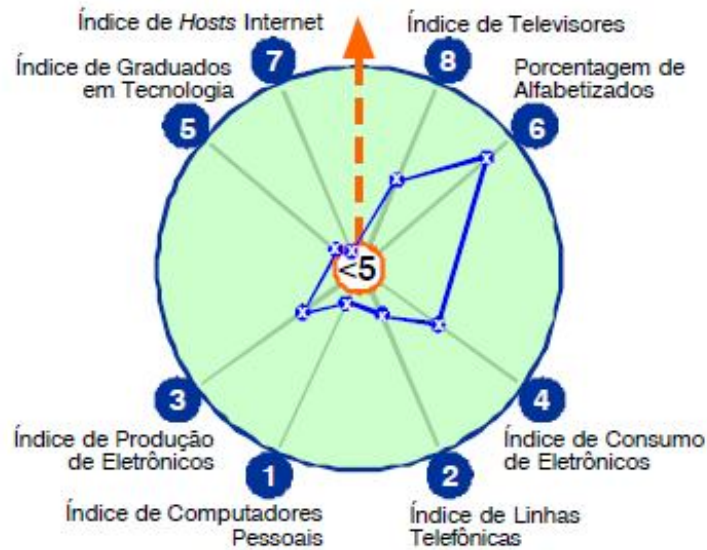 Índice de Hosts Internet
7
Índice de Televisores
8
Índice de Graduados
em Tecnologia
5
Porcentagem de
Alfabetizados
6
x
x
x
x
<5
x
x
x
x
3
Índice de Produção
de Eletrônicos
4
Índice de Consumo
de Eletrônicos
1
Índice de Computadores
Pessoais
2
Índice de Linhas
Telefônicas